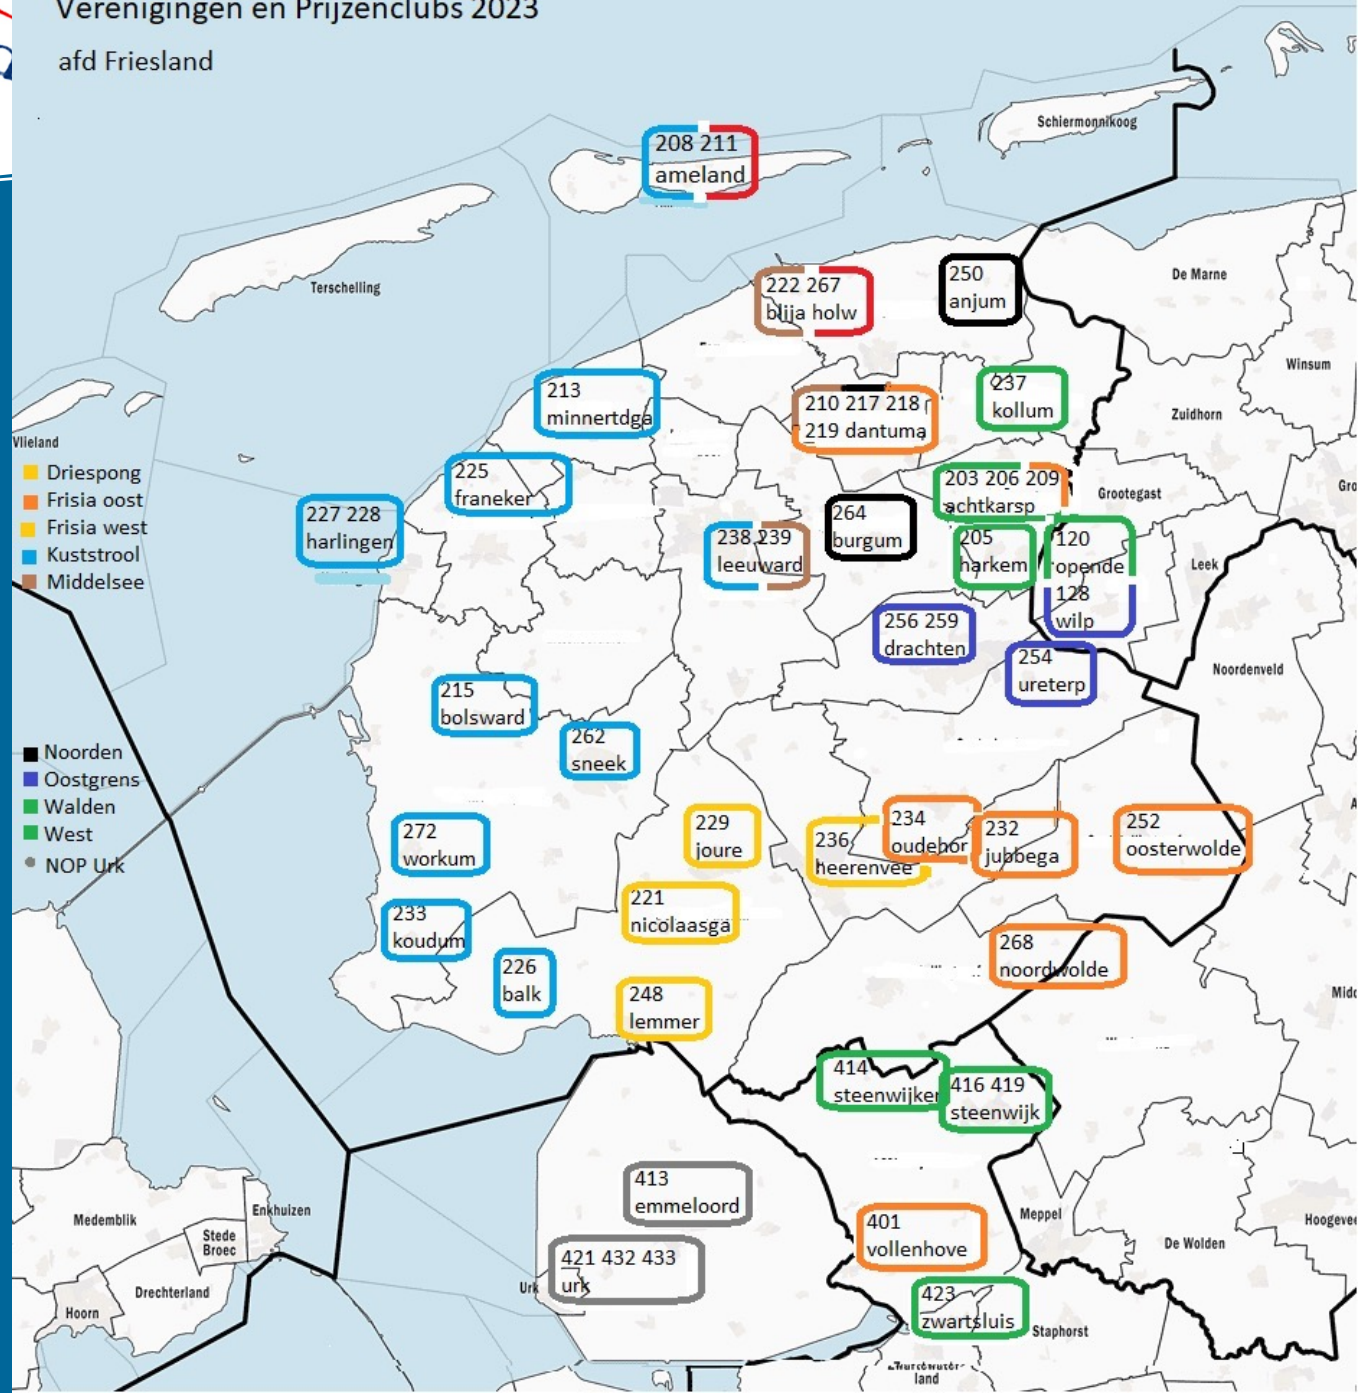 Verenigingen en Prijzenclubs 2023
afd Friesland
Schiermonnikoog
208 211
ameland
De Marne
Terschelling
250
anjum
222 267
blija holw
Winsum
213
minnertdga
237
kollum
210 217 218
219 dantuma
Zuidhorn
Vlieland
Driespong
Frisia oost
Frisia west
Kuststrool
Middelsee
225
franeker
203 206 209
achtkarsp
Grootegast
227 228
harlingen
264
burgum
238 239
leeuward
205
harkem
120
opende
128
wilp
Leek
256 259
drachten
254
ureterp
Noordenveld
215
bolsward
262
sneek
Noorden
Oostgrens
Walden
West
NOP Urk
272
workum
229
joure
236
heerenvee
234
oudehor
232
jubbega
252
oosterwolde
221
nicolaasga
233
koudum
226
balk
248
lemmer
268
noordwolde
414
steenwijker
416 419
steenwijk
413
emmeloord
Medemblik
Enkhuizen
Stede
Broec
Drechterland
Hoorn
401
vollenhove
Meppel
De Wolden
Hoogevee
421 432 433
urk
Urk
423
zwartsluis
Staphorst
land